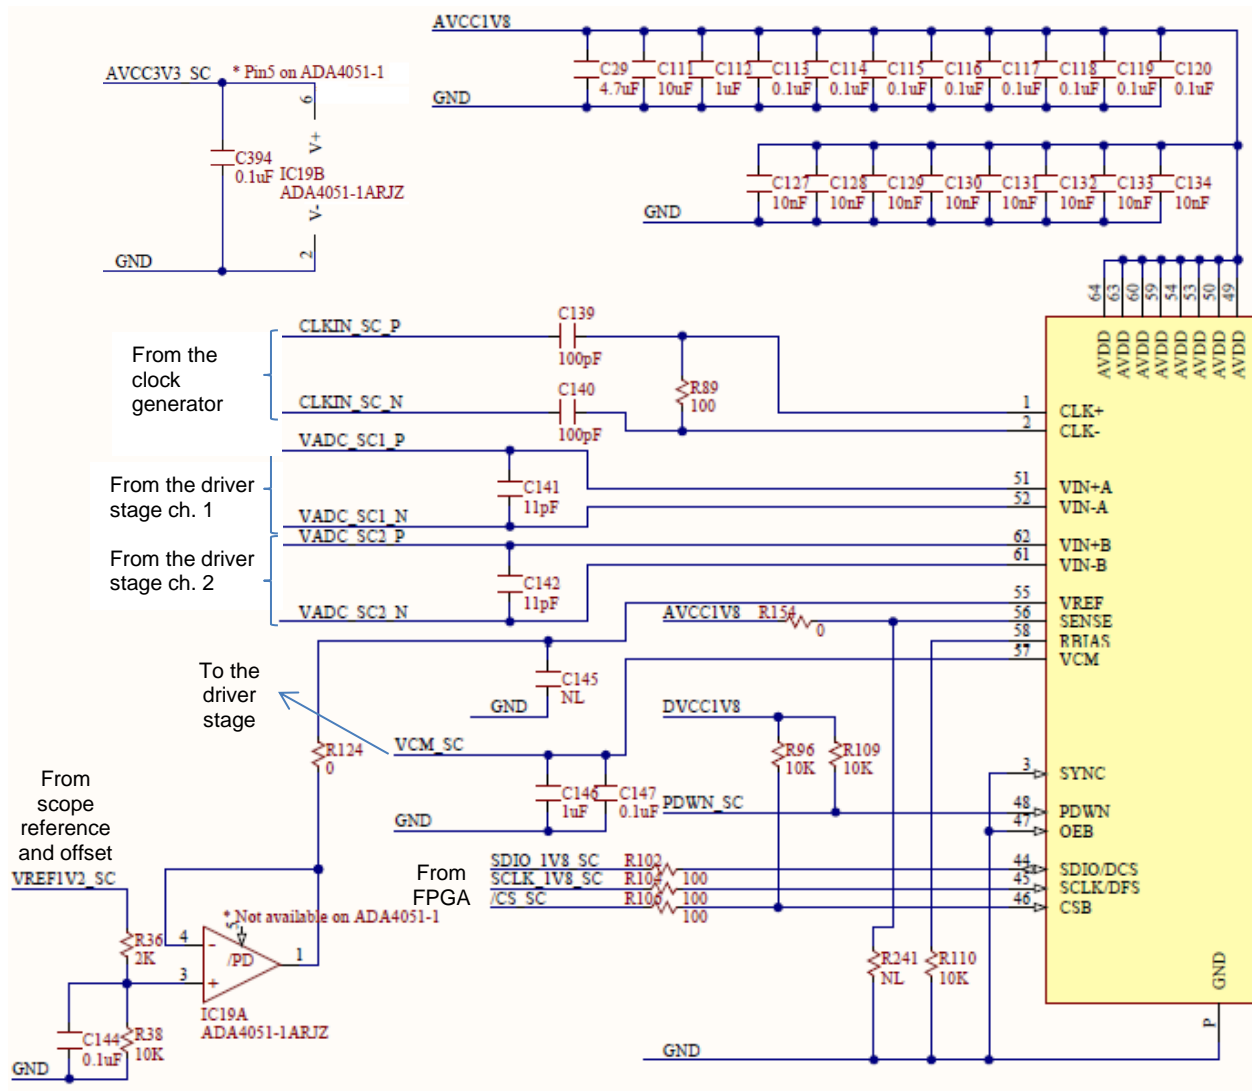 AVCC1V8
C29
4.7uF
C111
10uF
C112
1uF
C113
0.1uF
C114
0.1uF
C115
0.1uF
C116
0.1uF
C117
0.1uF
C118
0.1uF
C119
0.1uF
C120
0.1uF
GND
AVCC3V3_SC
* Pin5 on ADA4051-1
6
V+
C394
0.1uF
IC19B
ADA4051-1ARJZ
V-
2
GND
C127
10nF
C128
10nF
C129
10nF
C130
10nF
C131
10nF
C132
10nF
C133
10nF
C134
10nF
GND
64
63
60
59
54
53
50
49
AVDD
AVDD
AVDD
AVDD
AVDD
AVDD
AVDD
AVDD
From the
clock
generator
CLKIN_SC_P
C139
100pF
R89
100
CLKIN_SC_N
C140
100pF
1
CLK+
2
CLK-
From the driver
stage ch. 1
VADC_SC1_P
C141
11pF
VADC_SC1_N
51
VIN+A
52
VIN-A
From the driver
stage ch. 2
VADC_SC2_P
C142
11pF
VADC_SC2_N
62
VIN+B
61
VIN-B
55
VREF
56
SENSE
58
RBIAS
57
VCM
AVCC1V8
R154
0
C145
NL
GND
To the
driver
stage
VCM_SC
C146
1uF
C147
0.1uF
GND
R124
0
DVCC1V8
R96
10K
R109
10K
PDWN_SC
3
SYNC
48
PDWN
47
OEB
From
FPGA
SDIO_1V8_SC
R102
100
SCLK_1V8_SC
R104
100
/CS_SC
R106
100
44
SDIO/DCS
45
SCLK/DFS
46
CSB
From
scope
reference
and offset
VREF1V2_SC
R36
2K
* Not available on ADA4051-1
5
/PD
4
-
3
+
1
IC19A
ADA4051-1ARJZ
C144
0.1uF
R38
10K
GND
R241
NL
R110
10K
GND
GND
P